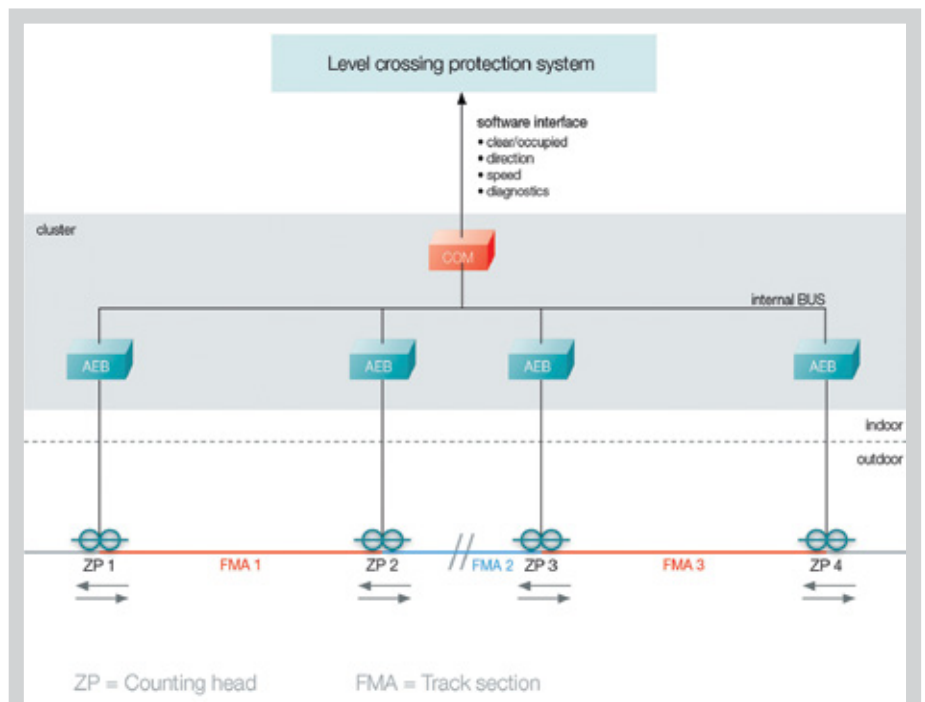 Level crossing protection system
software interface
• clear/occupied
• direction
• speed
• diagnostics
cluster
COM
internal BUS
AEB AEB AEB AEB
indoor
outdoor
ZP 1 FMA 1 ZP 2 FMA 2 ZP 3 FMA 3 ZP 4
ZP = Counting head FMA = Track section